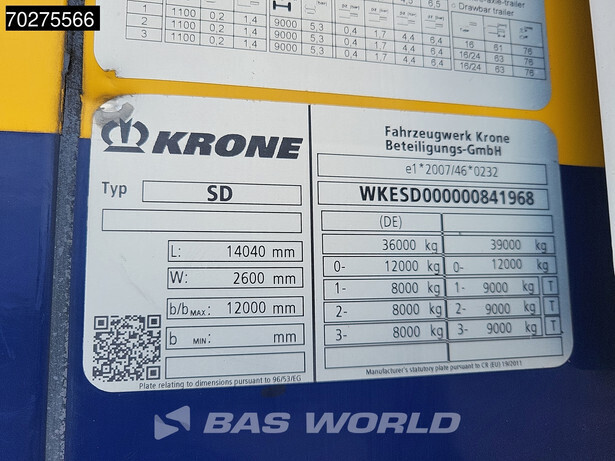 70275566
-axle-trailer
Drawbar trailer
1 1100 0,2 1,4 9000 5,3 0,4 1,7 4,5 6,5
2 1100 0,2 1,4 9000 5,3 0,4 1,7 4,4 6,4 16 61 76
3 1100 0,2 1,4 9000 5,3 0,4 1,7 4,4 6,4 16/24 63 76
16/24 63 76
KRONE
Typ SD
L: 14040 mm
W: 2600 mm
b/b MAX: 12000 mm
b MIN: mm
Plate relating to dimensions pursuant to 96/53/EG
Fahrzeugwerk Krone
Beteiligungs-GmbH
e1*2007/46*0232
WKESD000000841968
(DE)
36000 kg 39000 kg
0- 12000 kg 0- 12000 kg
1- 8000 kg 1- 9000 kg T
2- 8000 kg 2- 9000 kg T
3- 8000 kg 3- 9000 kg T
Manufacturer's statutory plate pursuant to CR (EU) 19/2011
BAS WORLD